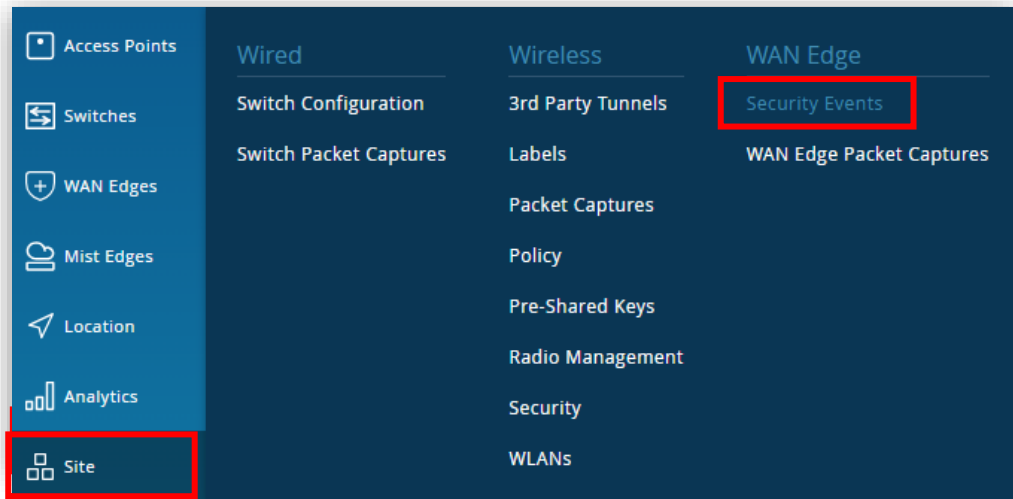 Access Points
Switches
WAN Edges
Mist Edges
Location
Analytics
Site
Wired
Switch Configuration
Switch Packet Captures
Wireless
3rd Party Tunnels
Labels
Packet Captures
Policy
Pre-Shared Keys
Radio Management
Security
WLANs
WAN Edge
Security Events
WAN Edge Packet Captures